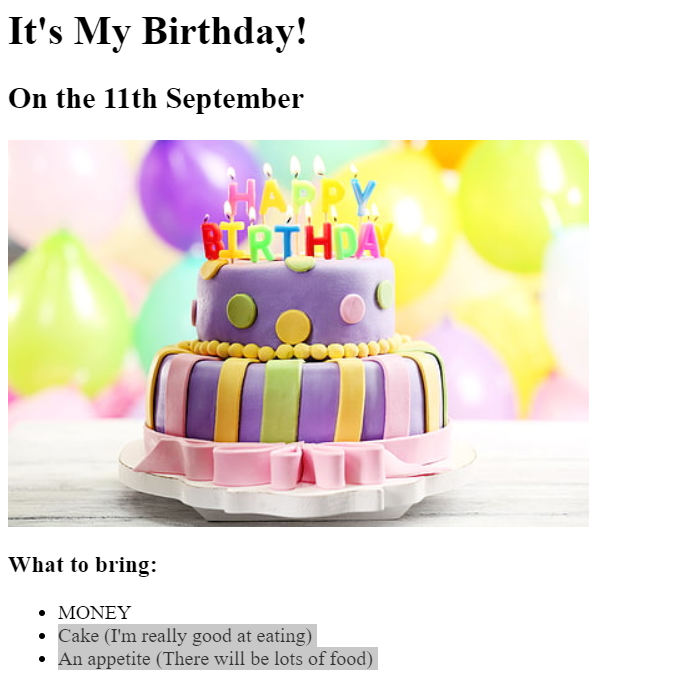 It's My Birthday!
On the 11th September
HAPPY
BIRTHDAY
What to bring:
MONEY
Cake (I'm really good at eating)
An appetite (There will be lots of food)